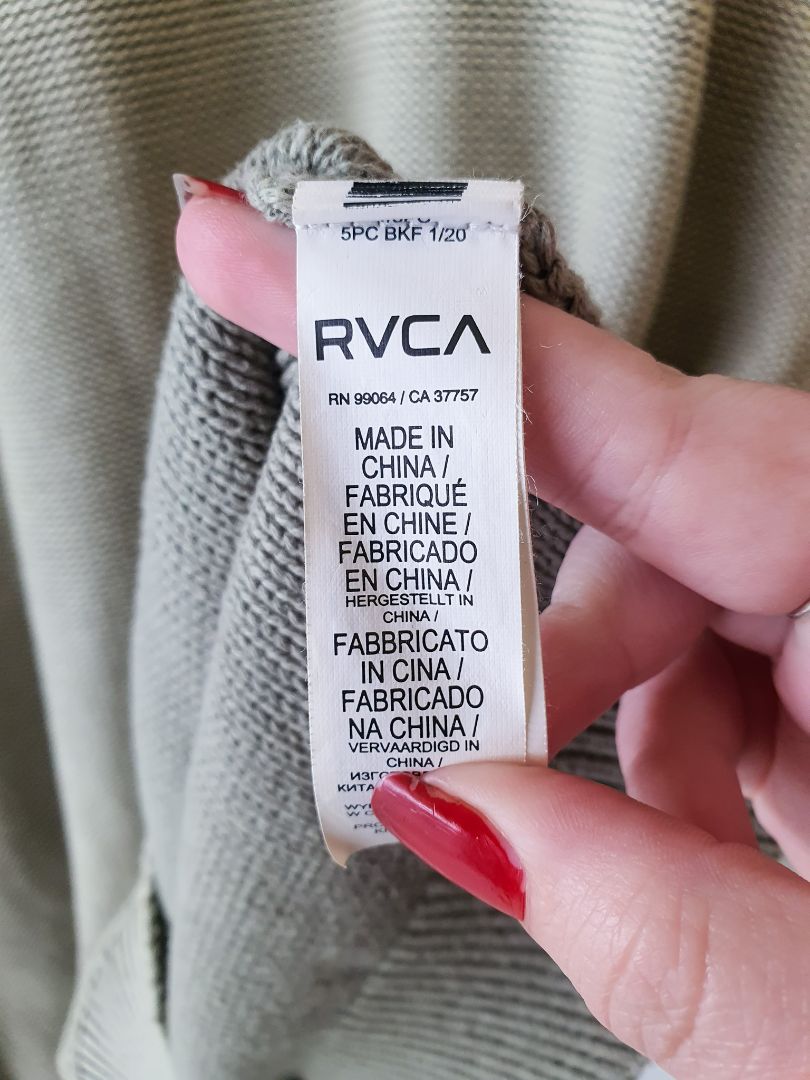 5PC BKF 1/20
RVCA
RN 99064 / CA 37757
MADE IN
CHINA /
FABRIQUÉ
EN CHINE /
FABRICADO
EN CHINA /
HERGESTELLT IN
CHINA /
FABBRICATO
IN CINA /
FABRICADO
NA CHINA /
VERVAARDIGD IN
CHINA /